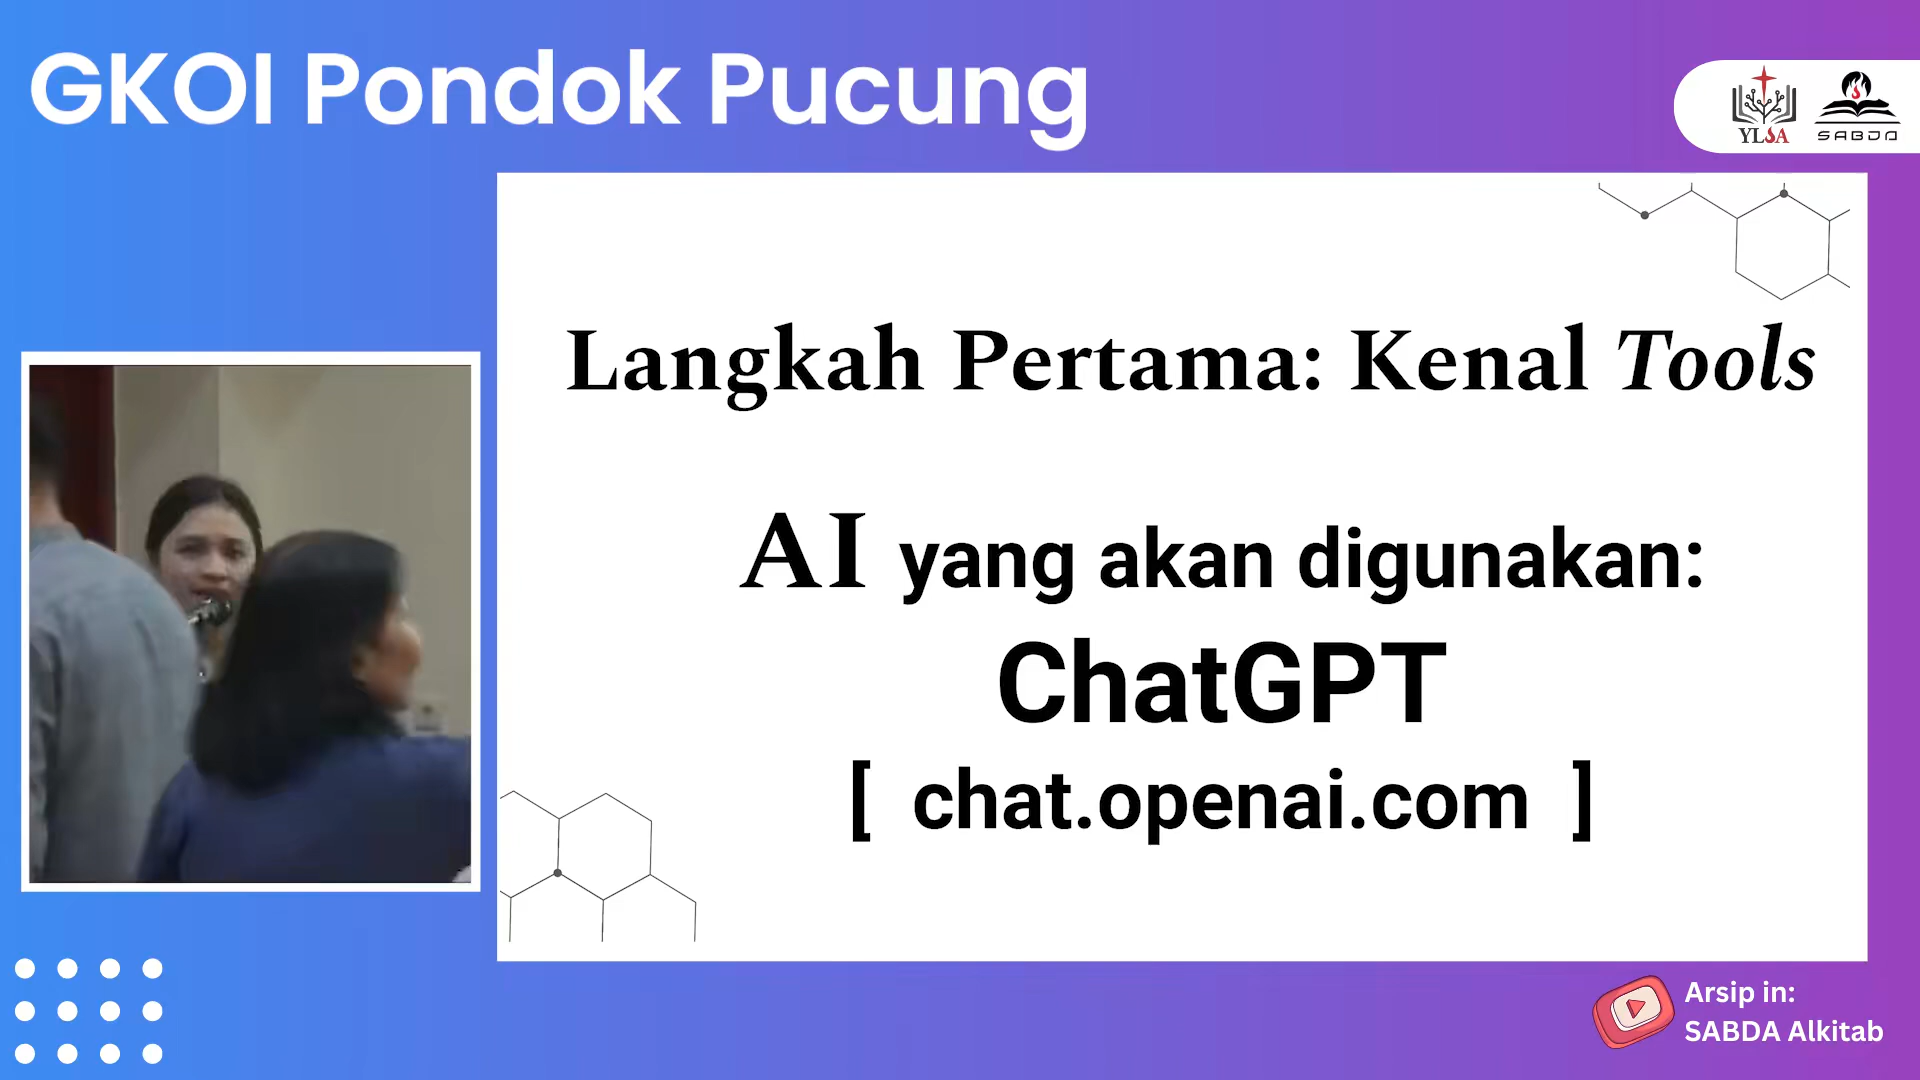 GKOI Pondok Pucung
YLSA
SABDA
Langkah Pertama: Kenal Tools
AI yang akan digunakan:
ChatGPT
[ chat.openai.com ]
Arsip in:
SABDA Alkitab